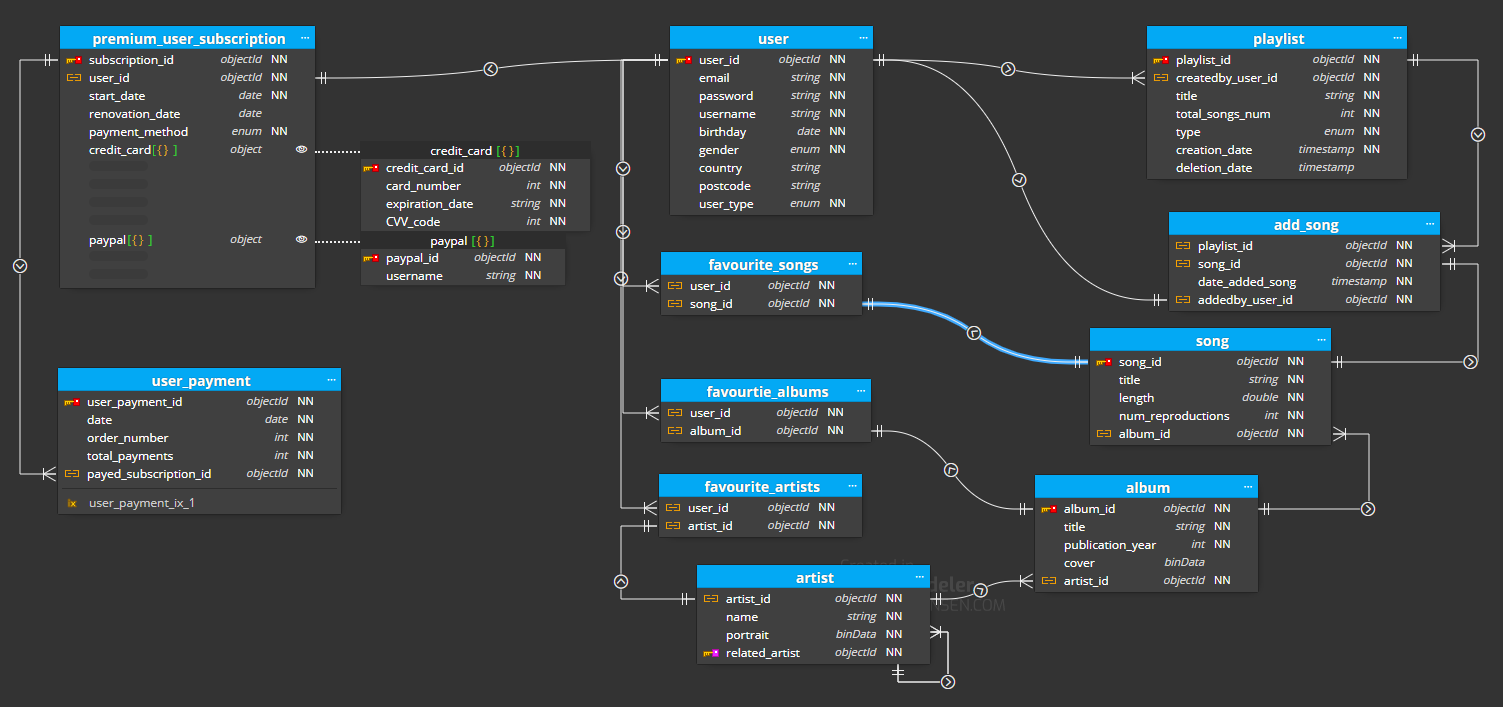 premium_user_subscription ...
subscription_id objectId NN
user_id objectId NN
start_date date NN
renovation_date date
payment_method enum NN
credit_card[{} ] object
paypal[{} ] object
credit_card [{}]
credit_card_id objectId NN
card_number int NN
expiration_date string NN
CVV_code int NN
paypal [{}]
paypal_id objectId NN
username string NN
user_payment ...
user_payment_id objectId NN
date date NN
order_number int NN
total_payments int NN
payed_subscription_id objectId NN
user_payment_ix_1
user ...
user_id objectId NN
email string NN
password string NN
username string NN
birthday date NN
gender enum NN
country string
postcode string
user_type enum NN
favourite_songs ...
user_id objectId NN
song_id objectId NN
favourtie_albums ...
user_id objectId NN
album_id objectId NN
favourite_artists ...
user_id objectId NN
artist_id objectId NN
artist ...
artist_id objectId NN
name string NN
portrait binData NN
related_artist objectId NN
playlist ...
playlist_id objectId NN
createdby_user_id objectId NN
title string NN
total_songs_num int NN
type enum NN
creation_date timestamp NN
deletion_date timestamp
add_song ...
playlist_id objectId NN
song_id objectId NN
date_added_song timestamp NN
addedby_user_id objectId NN
song ...
song_id objectId NN
title string NN
length double NN
num_reproductions int NN
album_id objectId NN
album ...
album_id objectId NN
title string NN
publication_year int NN
cover binData
artist_id objectId NN